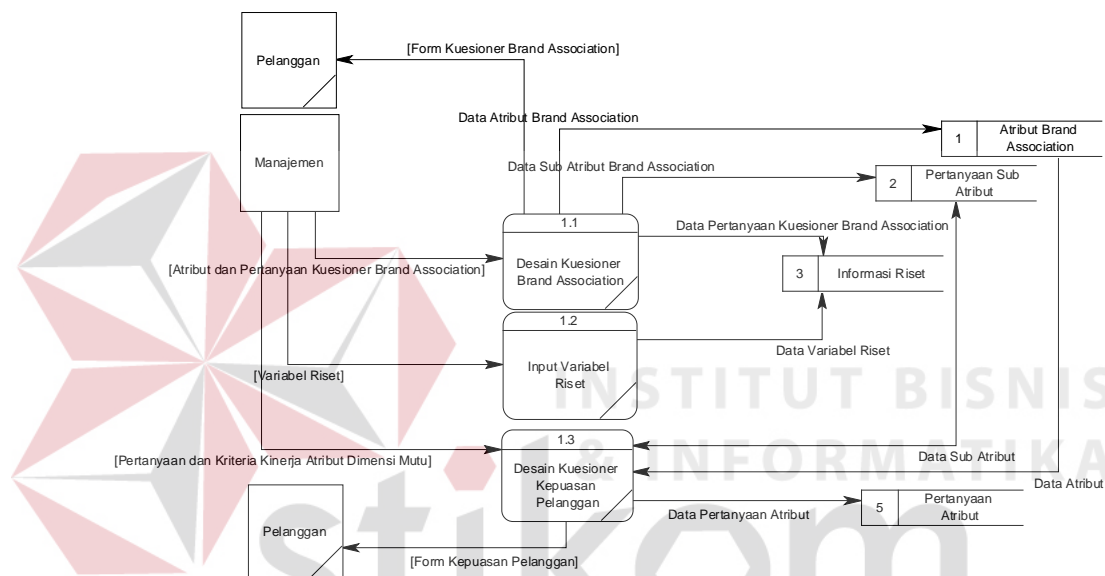 Pelanggan
[Form Kuesioner Brand Association]
Manajemen
Data Atribut Brand Association
1
Atribut Brand
Association
Data Sub Atribut Brand Association
2
Pertanyaan Sub
Atribut
1.1
Desain Kuesioner
Brand Association
Data Pertanyaan Kuesioner Brand Association
[Atribut dan Pertanyaan Kuesioner Brand Association]
3
Informasi Riset
1.2
Input Variabel
Riset
Data Variabel Riset
[Variabel Riset]
INSTITUT BISNIS
& INFORMATIKA
1.3
Desain Kuesioner
Kepuasan
Pelanggan
[Pertanyaan dan Kriteria Kinerja Atribut Dimensi Mutu]
Data Sub Atribut
Data Atribut
Pelanggan
Data Pertanyaan Atribut
5
Pertanyaan
Atribut
[Form Kepuasan Pelanggan]
stikom